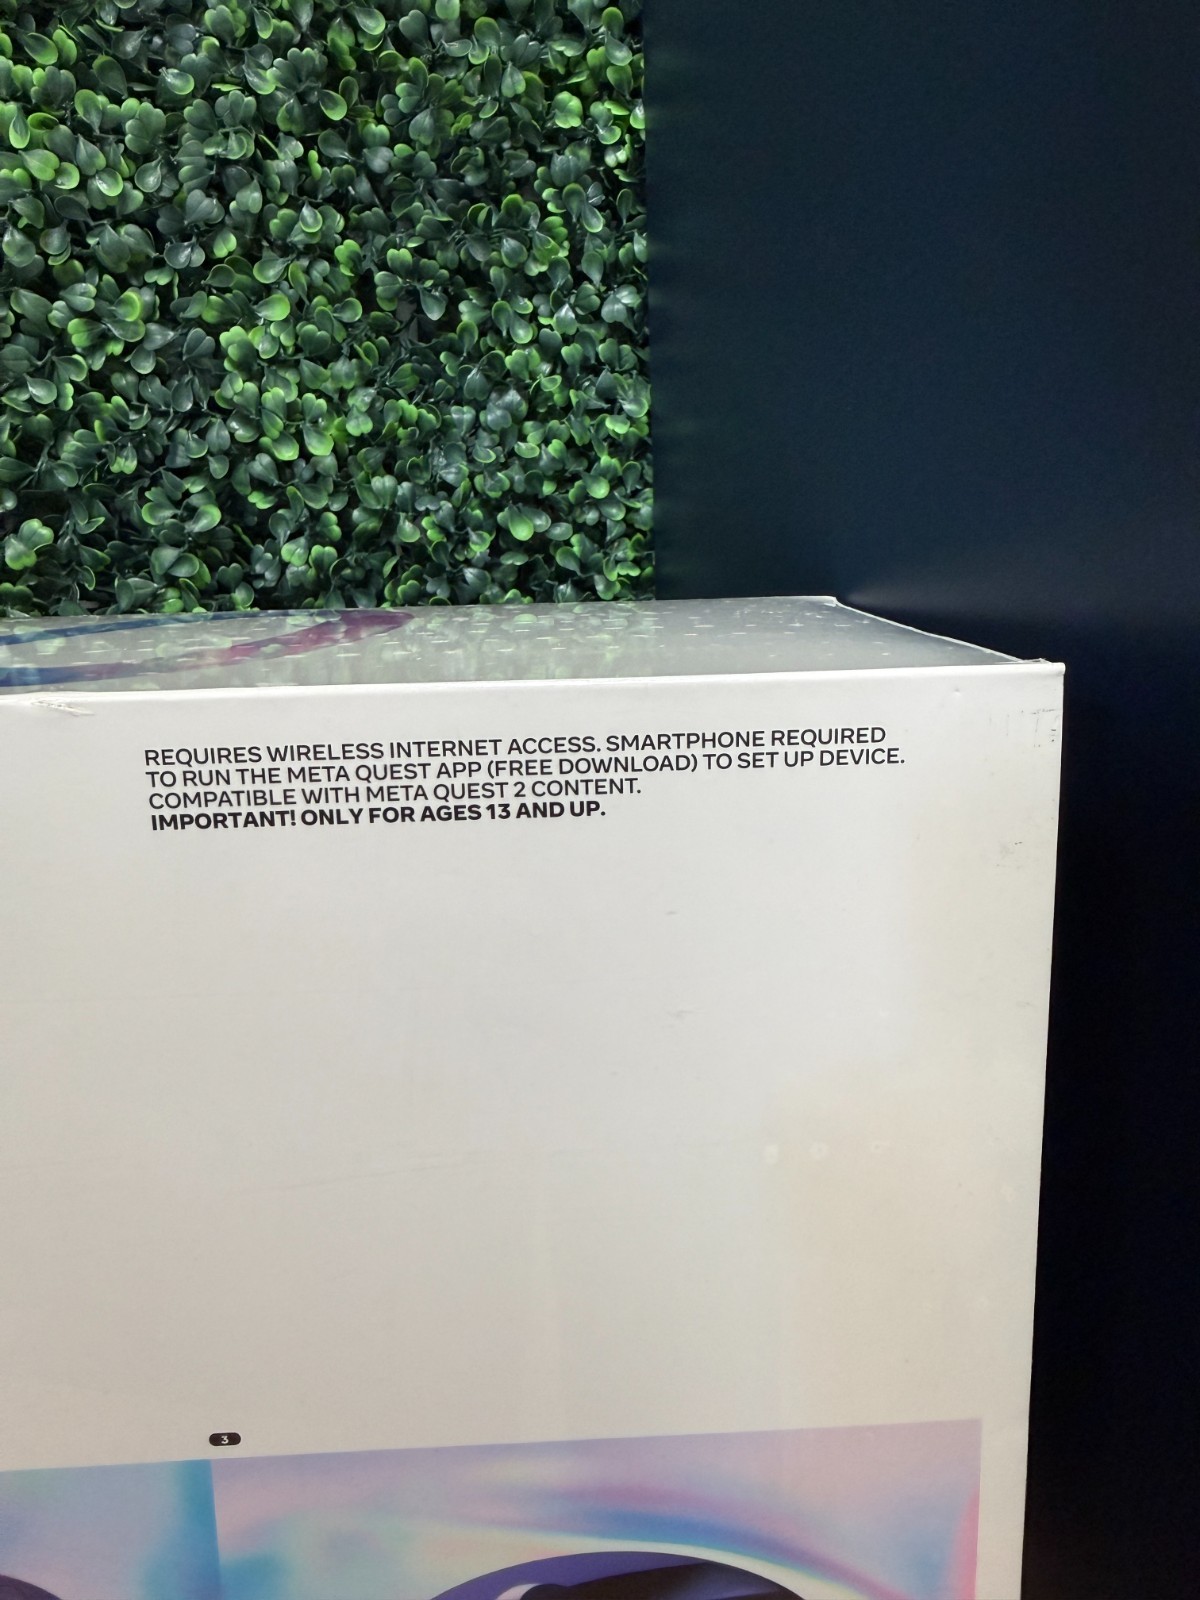 REQUIRES WIRELESS INTERNET ACCESS. SMARTPHONE REQUIRED
TO RUN THE META QUEST APP (FREE DOWNLOAD) TO SET UP DEVICE.
COMPATIBLE WITH META QUEST 2 CONTENT.
IMPORTANT! ONLY FOR AGES 13 AND UP.
3